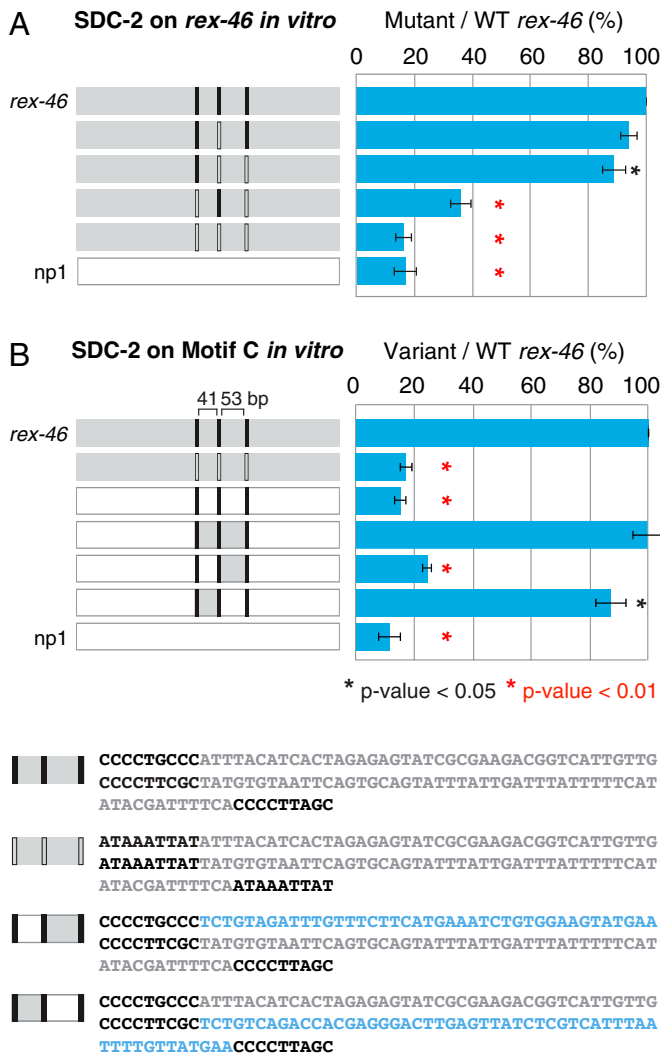 A SDC-2 on rex-46 in vitro Mutant / WT rex-46 (%)
0 20 40 60 80 100
rex-46
*
*
*
np1 *
B SDC-2 on Motif C in vitro Variant / WT rex-46 (%)
41 53 bp 0 20 40 60 80 100
rex-46
*
*
*
*
np1 *
* p-value < 0.05 * p-value < 0.01
CCCCTGCCCATTTACATCACTAGAGAGTATCGCGAAGACGGTCATTGTTG
CCCCTTCGCTATGTGTAATTCAGTGCAGTATTTATTGATTTATTTTTCAT
ATACGATTTTCACCCCTTAGC
ATAAATTATATTTACATCACTAGAGAGTATCGCGAAGACGGTCATTGTTG
ATAAATTATTATGTGTAATTCAGTGCAGTATTTATTGATTTATTTTTCAT
ATACGATTTTCAATAAATTAT
CCCCTGCCCTCTGTAGATTTGTTTCTTCATGAAATCTGTGGAAGTATGAA
CCCCTTCGCTATGTGTAATTCAGTGCAGTATTTATTGATTTATTTTTCAT
ATACGATTTTCACCCCTTAGC
CCCCTGCCCATTTACATCACTAGAGAGTATCGCGAAGACGGTCATTGTTG
CCCCTTCGCTCTGTCAGACCACGAGGGACTTGAGTTATCTCGTCATTTAA
TTTTGTTATGAACCCCTTAGC